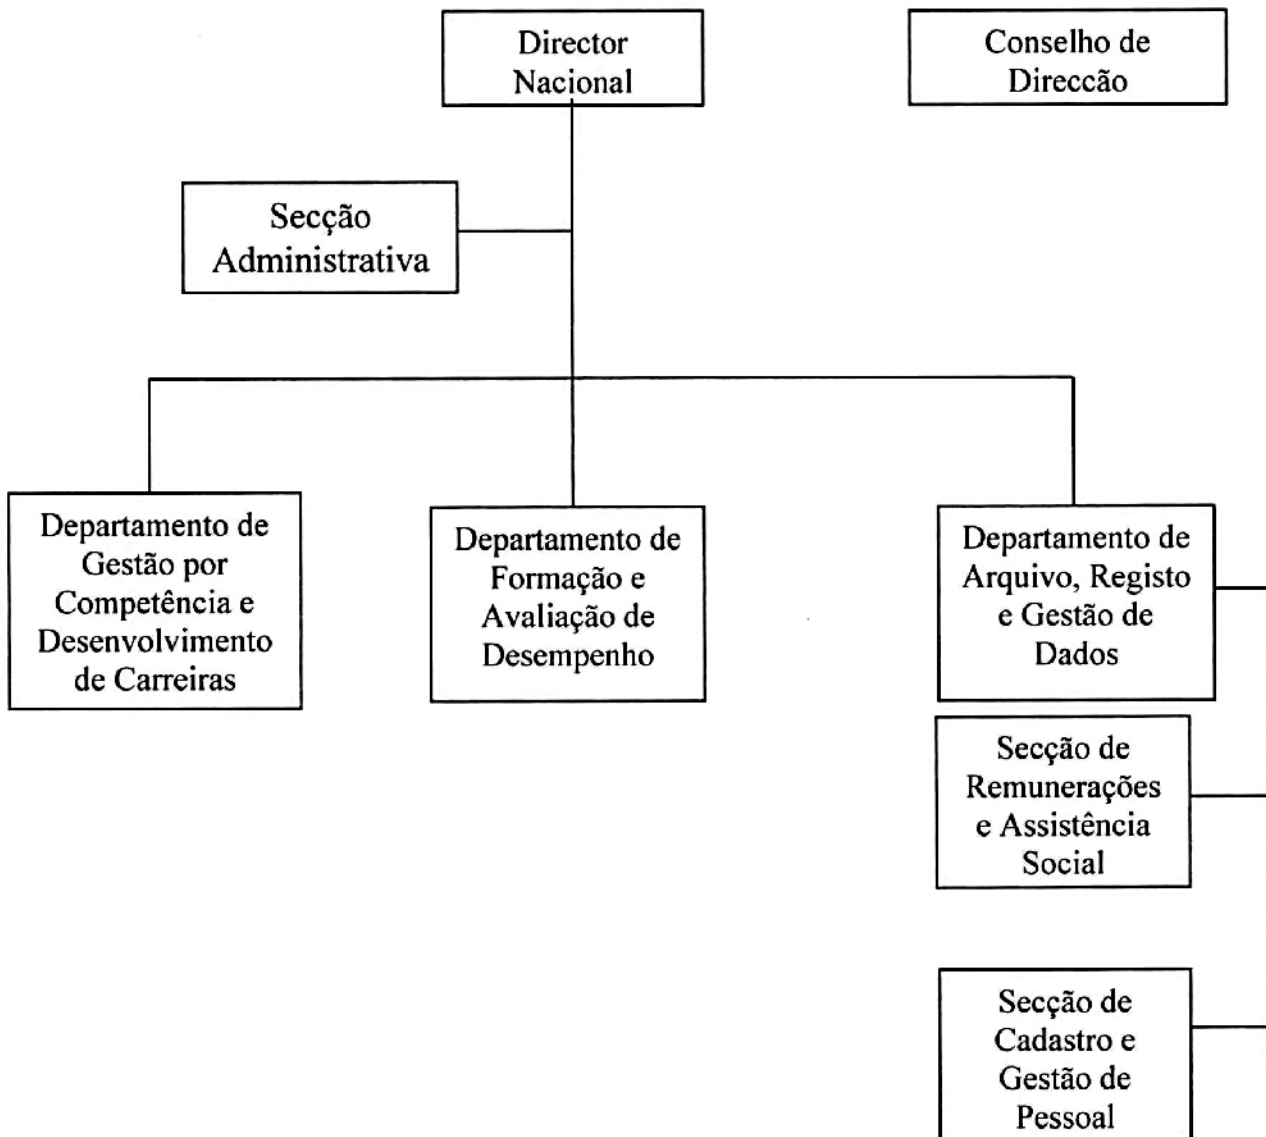 Director
Nacional
Conselho de
Direccão
Secção
Administrativa
Departamento de
Gestão por
Competência e
Desenvolvimento
de Carreiras
Departamento de
Formação e
Avaliação de
Desempenho
Departamento de
Arquivo, Registo
e Gestão de
Dados
Secção de
Remunerações
e Assistência
Social
Secção de
Cadastro e
Gestão de
Pessoal